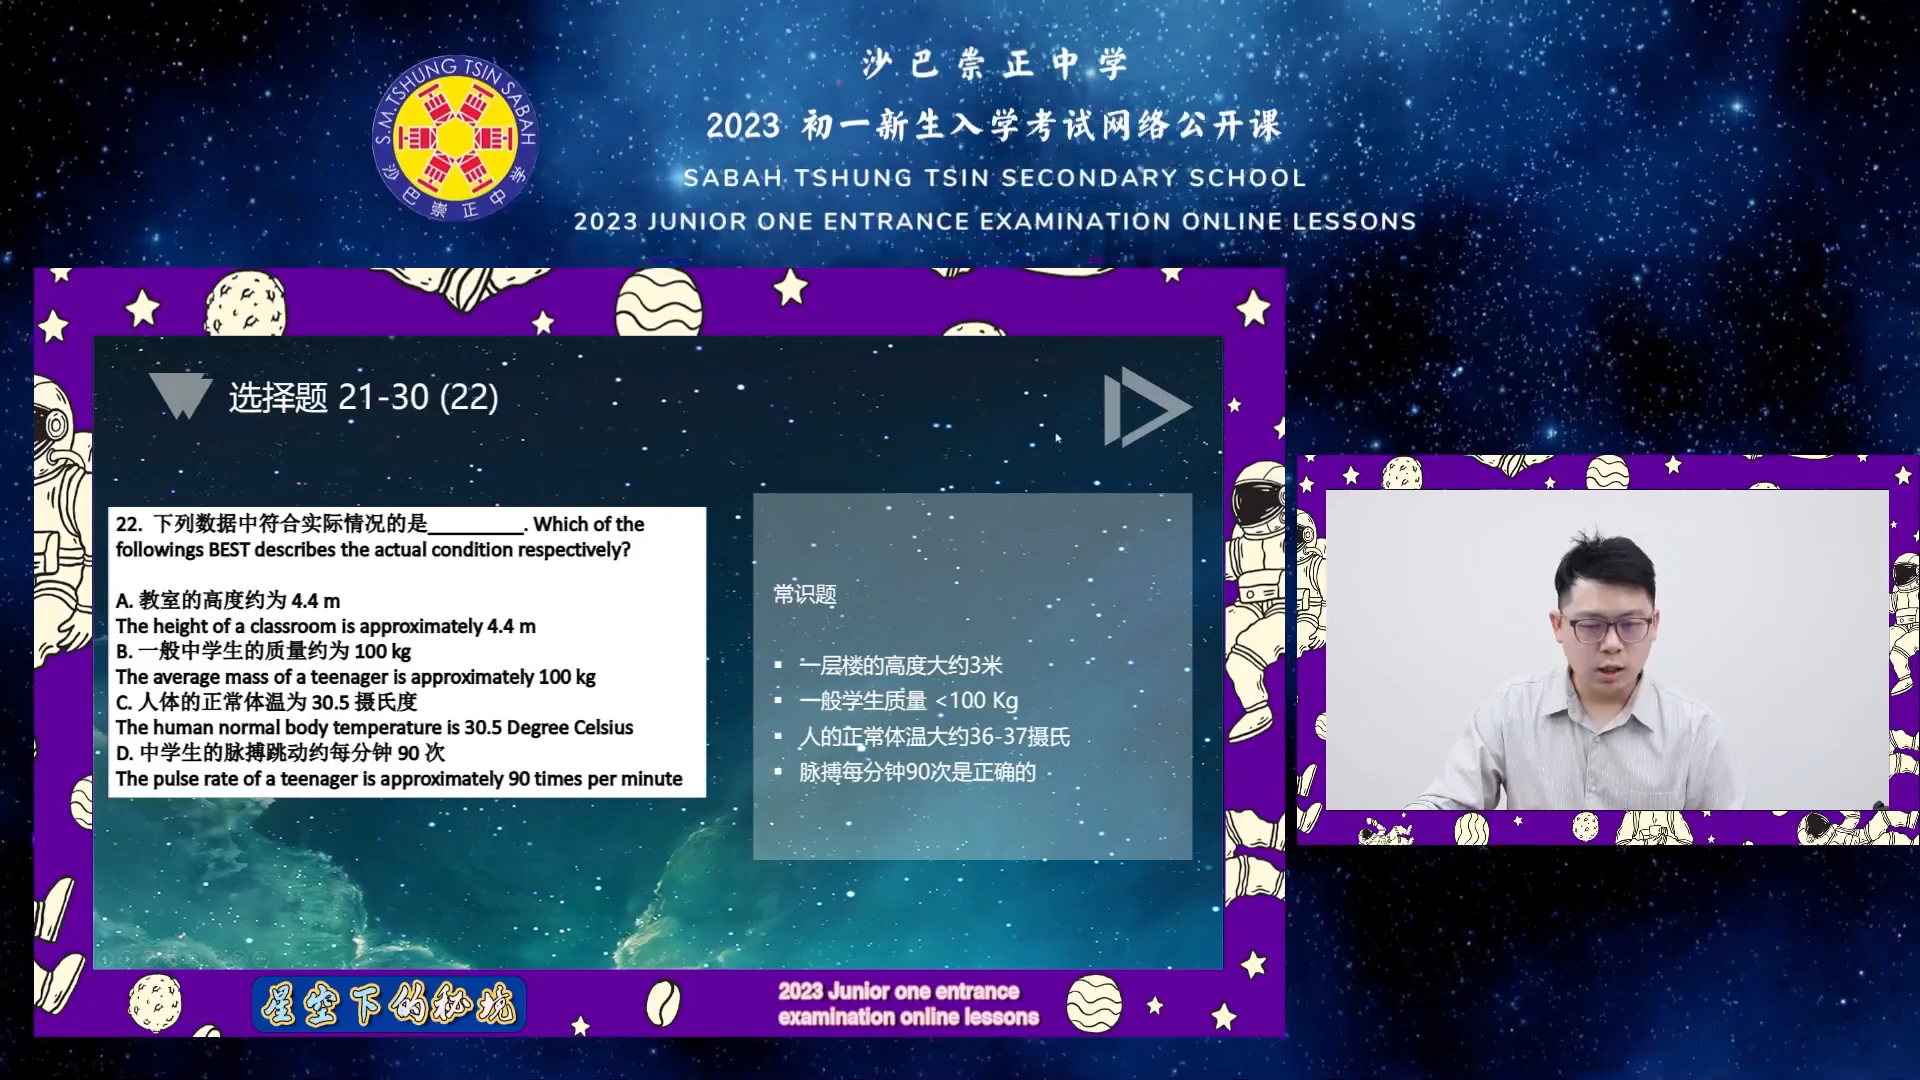 S.M.TSHUNG TSIN SABAH
沙巴崇正中学
沙巴崇正中学
2023 初一新生入学考试网络公开课
SABAH TSHUNG TSIN SECONDARY SCHOOL
2023 JUNIOR ONE ENTRANCE EXAMINATION ONLINE LESSONS
选择题 21-30 (22)
22. 下列数据中符合实际情况的是_________. Which of the
followings BEST describes the actual condition respectively?
A. 教室的高度约为 4.4 m
The height of a classroom is approximately 4.4 m
B. 一般中学生的质量约为 100 kg
The average mass of a teenager is approximately 100 kg
C. 人体的正常体温为 30.5 摄氏度
The human normal body temperature is 30.5 Degree Celsius
D. 中学生的脉搏跳动约每分钟 90 次
The pulse rate of a teenager is approximately 90 times per minute
常识题
▪ 一层楼的高度大约3米
▪ 一般学生质量 <100 Kg
▪ 人的正常体温大约36-37摄氏
▪ 脉搏每分钟90次是正确的
星空下的秘境
2023 Junior one entrance
examination online lessons